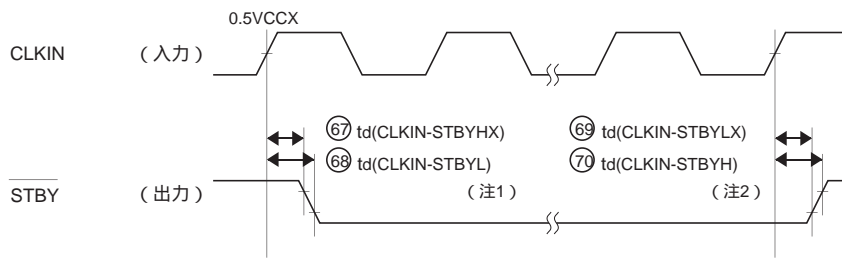 0.5VCCX
CLKIN （入力）
67 td(CLKIN-STBYHX) 69 td(CLKIN-STBYLX)
68 td(CLKIN-STBYL) 70 td(CLKIN-STBYH)
STBY （出力） （注1） （注2）